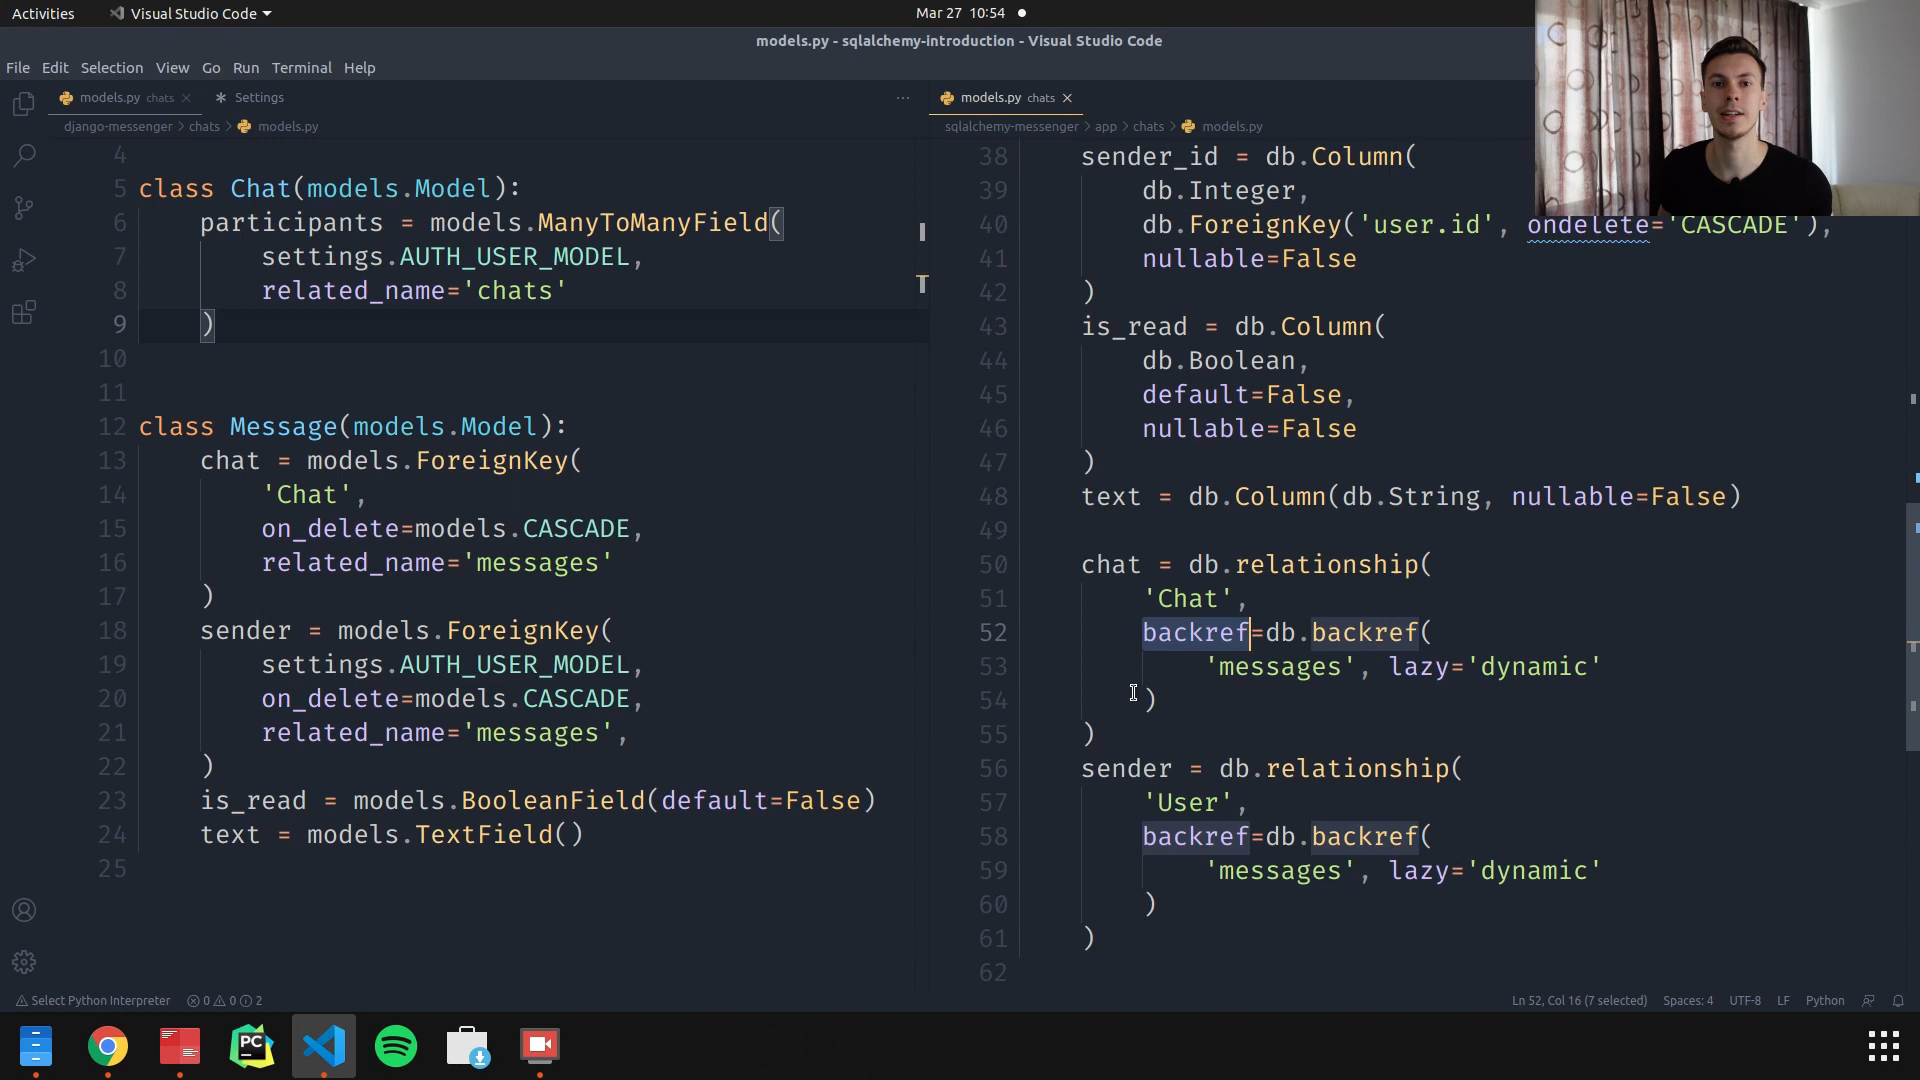 Activities
Visual Studio Code
Mar 27 10:54
models.py - sqlalchemy-introduction - Visual Studio Code
File Edit Selection View Go Run Terminal Help
models.py chats
Settings
django-messenger > chats > models.py
4
5 class Chat(models.Model):
6 participants = models.ManyToManyField(
7 settings.AUTH_USER_MODEL,
8 related_name='chats'
9 )
10
11
12 class Message(models.Model):
13 chat = models.ForeignKey(
14 'Chat',
15 on_delete=models.CASCADE,
16 related_name='messages'
17 )
18 sender = models.ForeignKey(
19 settings.AUTH_USER_MODEL,
20 on_delete=models.CASCADE,
21 related_name='messages',
22 )
23 is_read = models.BooleanField(default=False)
24 text = models.TextField()
25
models.py chats
sqlalchemy-messenger > app > chats > models.py
38 sender_id = db.Column(
39 db.Integer,
40 db.ForeignKey('user.id', ondelete='CASCADE'),
41 nullable=False
42 )
43 is_read = db.Column(
44 db.Boolean,
45 default=False,
46 nullable=False
47 )
48 text = db.Column(db.String, nullable=False)
49
50 chat = db.relationship(
51 'Chat',
52 backref=db.backref(
53 'messages', lazy='dynamic'
54 )
55 )
56 sender = db.relationship(
57 'User',
58 backref=db.backref(
59 'messages', lazy='dynamic'
60 )
61 )
62
Select Python Interpreter 0 0 2
Ln 52, Col 16 (7 selected) Spaces: 4 UTF-8 LF Python
PC